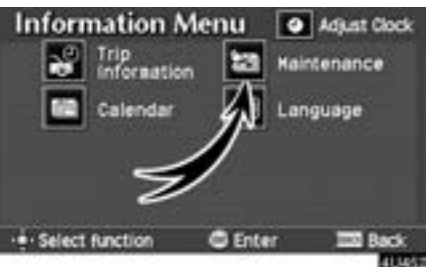 Information Menu
Adjust Clock
Trip
Information
Maintenance
Calendar
Language
Select function
Enter
Back